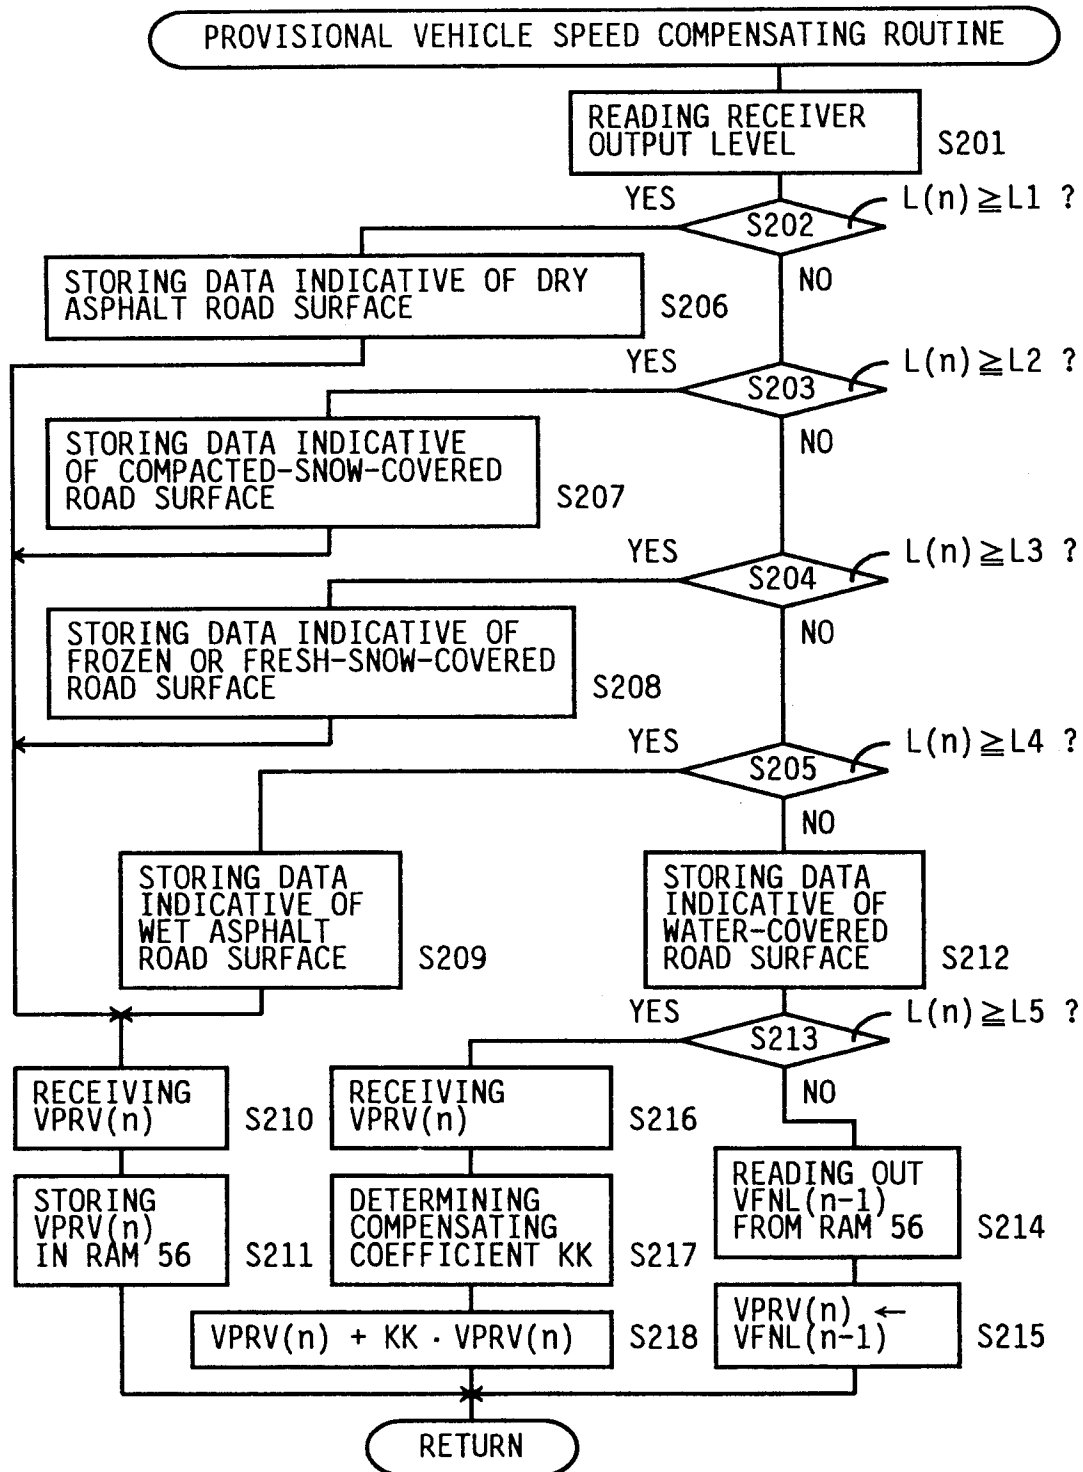 PROVISIONAL VEHICLE SPEED COMPENSATING ROUTINE
READING RECEIVER
OUTPUT LEVEL
S201
YES
S202
L(n)≧L1 ?
NO
STORING DATA INDICATIVE OF DRY
ASPHALT ROAD SURFACE
S206
YES
S203
L(n)≧L2 ?
NO
STORING DATA INDICATIVE
OF COMPACTED-SNOW-COVERED
ROAD SURFACE
S207
YES
S204
L(n)≧L3 ?
NO
STORING DATA INDICATIVE OF
FROZEN OR FRESH-SNOW-COVERED
ROAD SURFACE
S208
YES
S205
L(n)≧L4 ?
NO
STORING DATA
INDICATIVE OF
WET ASPHALT
ROAD SURFACE
S209
STORING DATA
INDICATIVE OF
WATER-COVERED
ROAD SURFACE
S212
YES
S213
L(n)≧L5 ?
NO
RECEIVING
VPRV(n)
S210
RECEIVING
VPRV(n)
S216
STORING
VPRV(n)
IN RAM 56
S211
DETERMINING
COMPENSATING
COEFFICIENT KK
S217
READING OUT
VFNL(n-1)
FROM RAM 56
S214
VPRV(n) + KK · VPRV(n)
S218
VPRV(n) ←
VFNL(n-1)
S215
RETURN